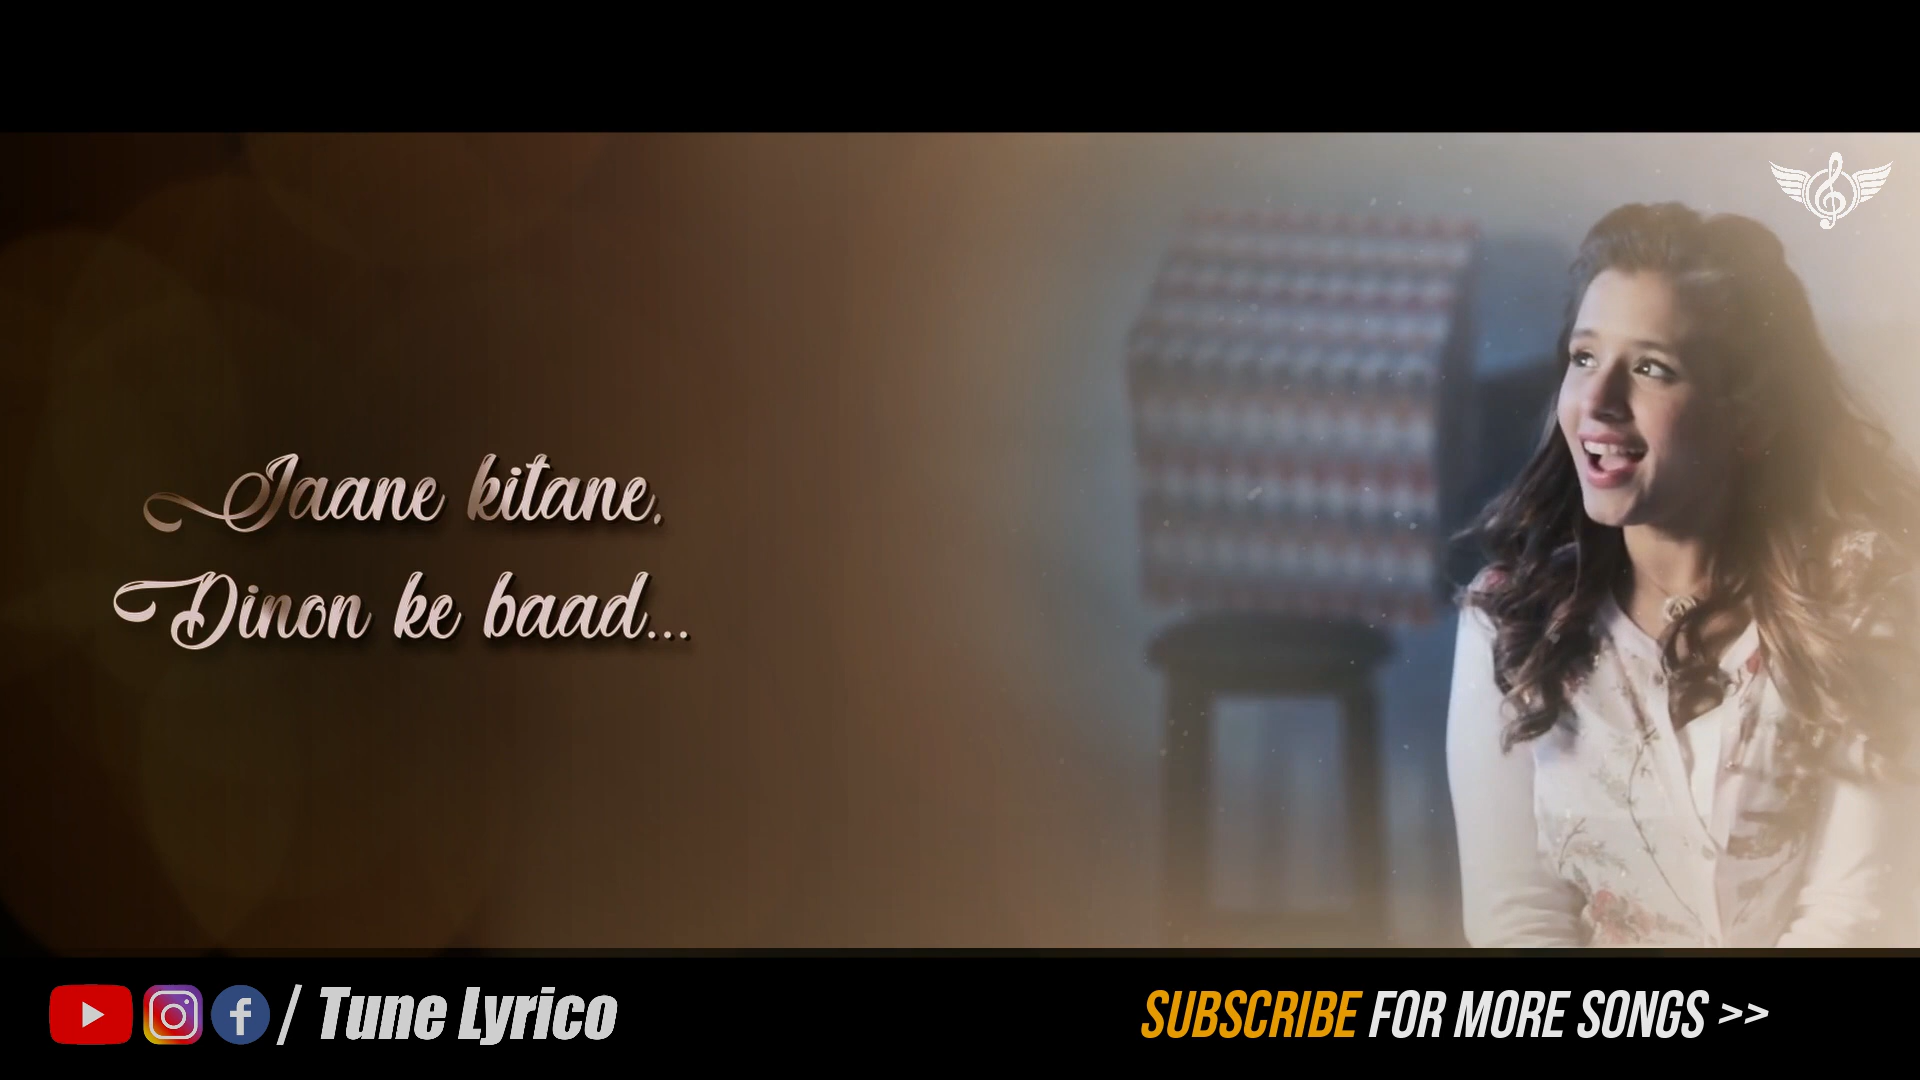 Jaane kitane,
Dinon ke baad...
/ Tune Lyrico
SUBSCRIBE FOR MORE SONGS >>